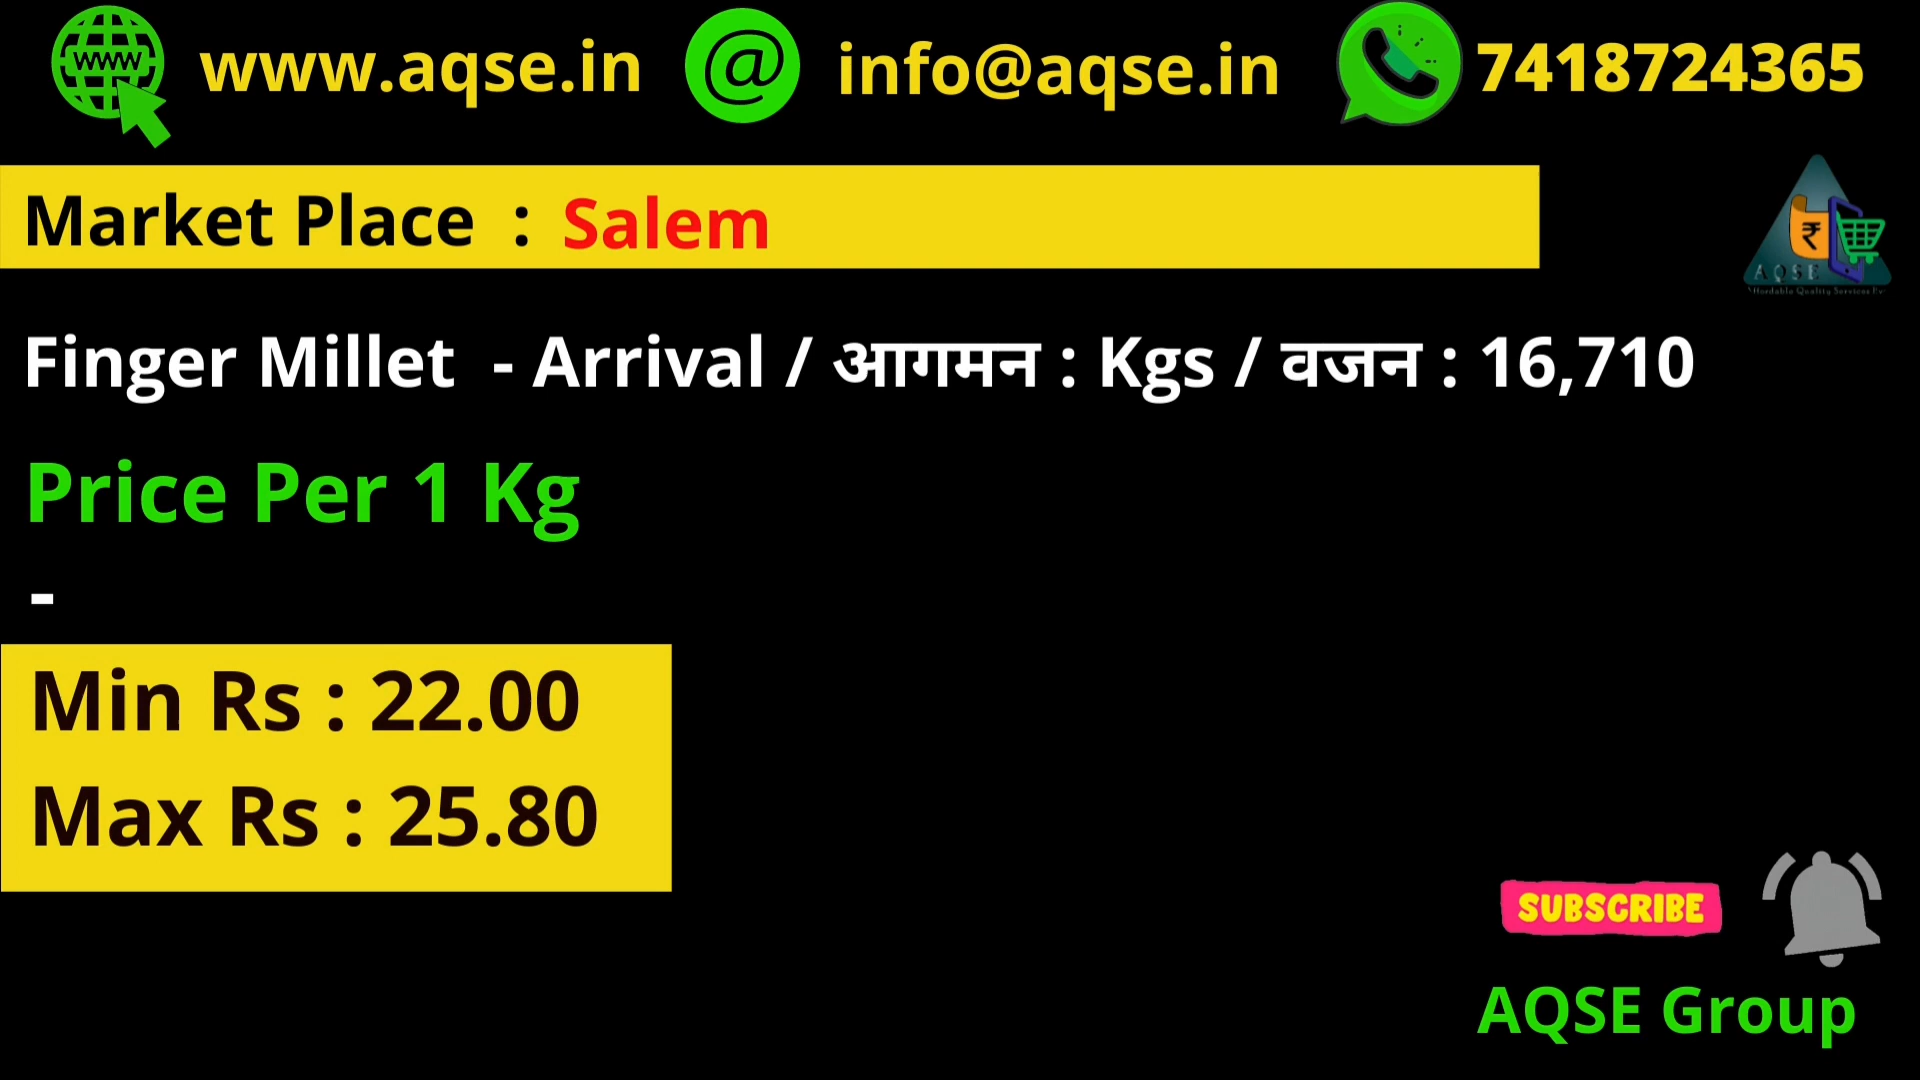 www
www.aqse.in
@
info@aqse.in
7418724365
Market Place : Salem
₹
AQSE
Finger Millet - Arrival / आगमन : Kgs / वजन : 16,710
Price Per 1 Kg
-
Min Rs : 22.00
Max Rs : 25.80
SUBSCRIBE
AQSE Group